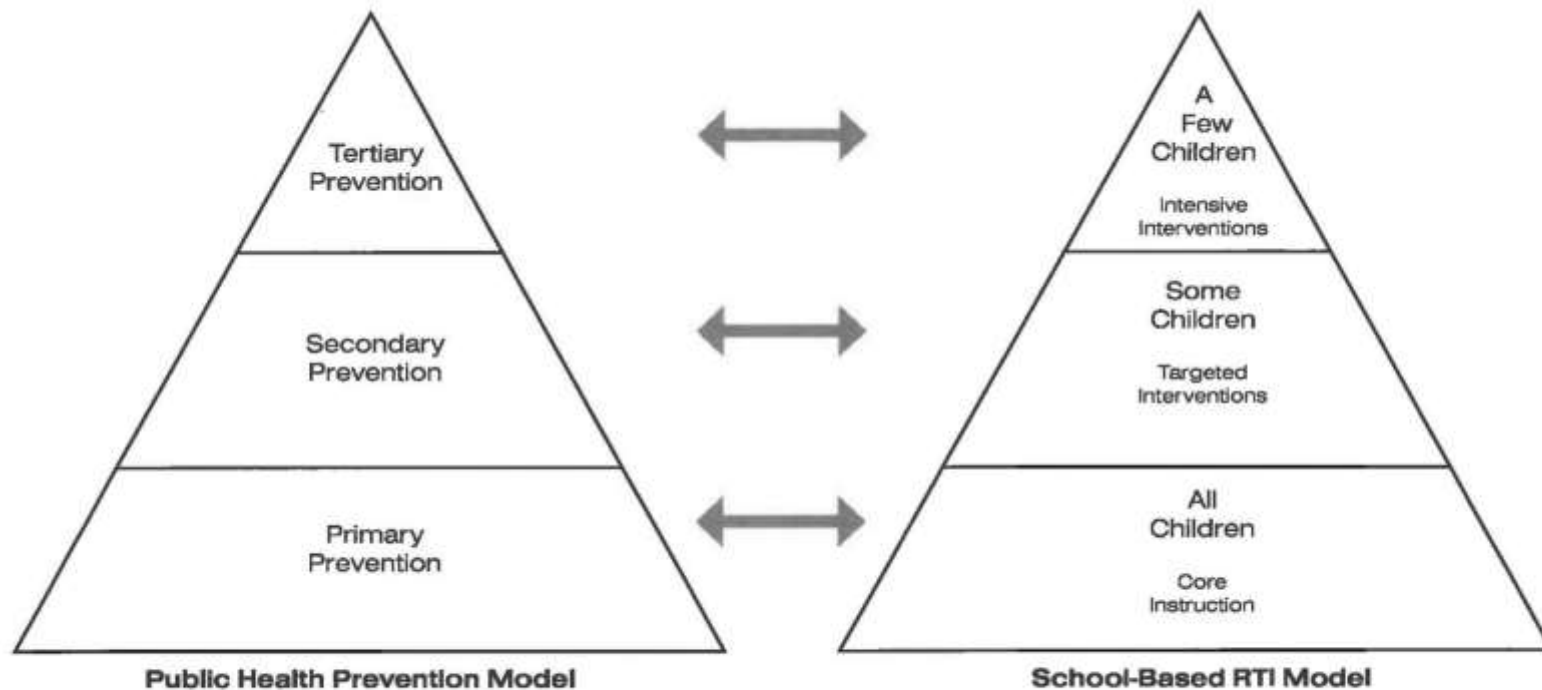 Tertiary
Prevention
Secondary
Prevention
Primary
Prevention
Public Health Prevention Model
A
Few
Children
Intensive
Interventions
Some
Children
Targeted
Interventions
All
Children
Core
Instruction
School-Based RTI Model